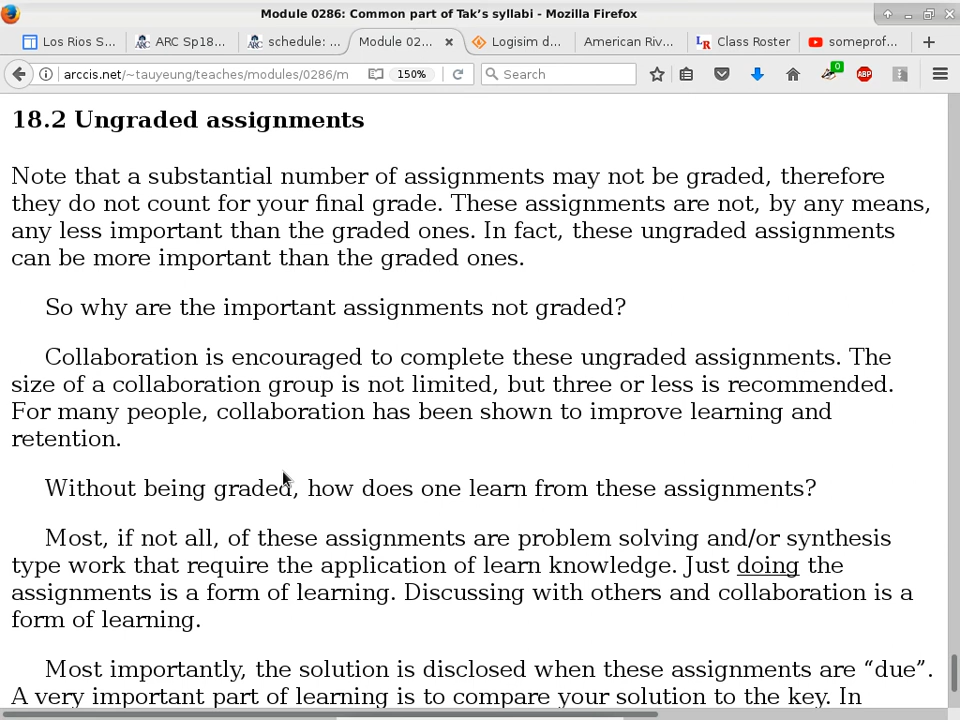 Module 0286: Common part of Tak's syllabi - Mozilla Firefox
Los Rios S...
ARC Sp18...
schedule: ...
Module 02...
Logisim d...
American Riv...
Class Roster
someprof...
arccis.net/~tauyeung/teaches/modules/0286/m
150%
Search
0
ABP
18.2 Ungraded assignments
Note that a substantial number of assignments may not be graded, therefore
they do not count for your final grade. These assignments are not, by any means,
any less important than the graded ones. In fact, these ungraded assignments
can be more important than the graded ones.
So why are the important assignments not graded?
Collaboration is encouraged to complete these ungraded assignments. The
size of a collaboration group is not limited, but three or less is recommended.
For many people, collaboration has been shown to improve learning and
retention.
Without being graded, how does one learn from these assignments?
Most, if not all, of these assignments are problem solving and/or synthesis
type work that require the application of learn knowledge. Just doing the
assignments is a form of learning. Discussing with others and collaboration is a
form of learning.
Most importantly, the solution is disclosed when these assignments are “due”.
A very important part of learning is to compare your solution to the key. In